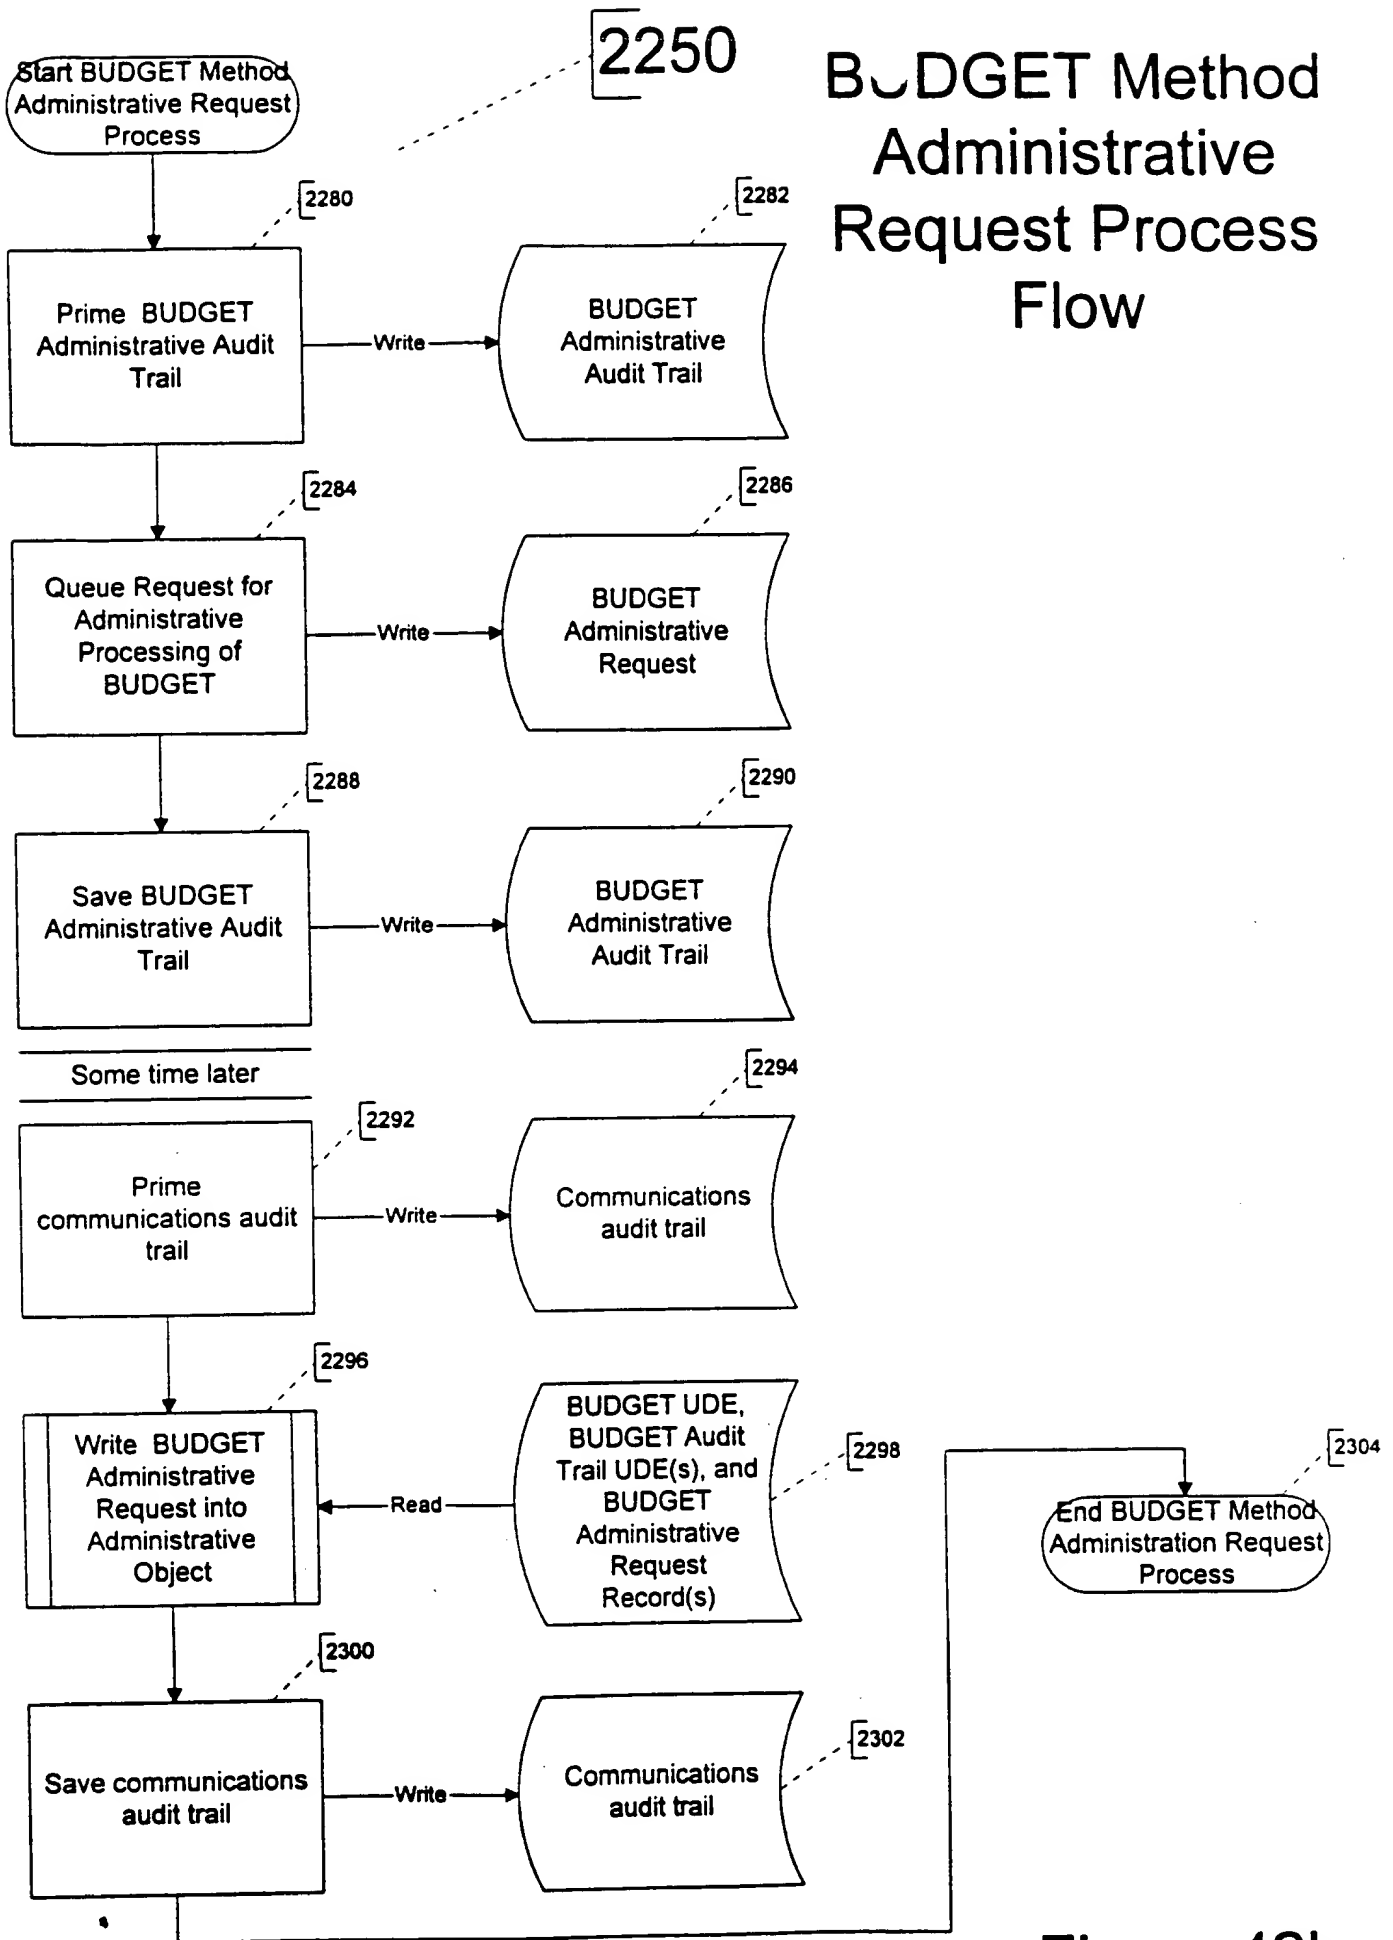 2250
BUDGET Method
Administrative
Request Process
Flow
Start BUDGET Method
Administrative Request
Process
2280
Prime BUDGET
Administrative Audit
Trail
Write
2282
BUDGET
Administrative
Audit Trail
2284
Queue Request for
Administrative
Processing of
BUDGET
Write
2286
BUDGET
Administrative
Request
2288
Save BUDGET
Administrative Audit
Trail
Write
2290
BUDGET
Administrative
Audit Trail
Some time later
2292
Prime
communications audit
trail
Write
2294
Communications
audit trail
2296
Write BUDGET
Administrative
Request into
Administrative
Object
Read
BUDGET UDE,
BUDGET Audit
Trail UDE(s), and
BUDGET
Administrative
Request
Record(s)
2298
2300
Save communications
audit trail
Write
Communications
audit trail
2302
2304
End BUDGET Method
Administration Request
Process